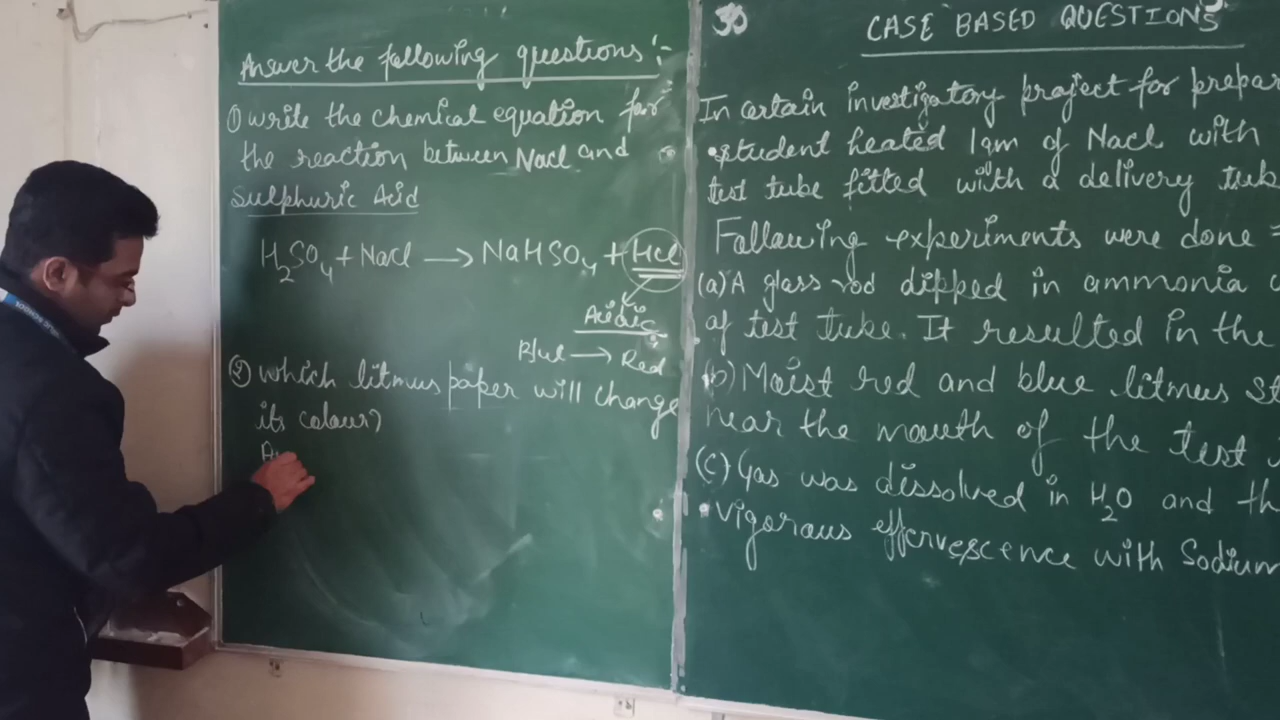 Answer the following questions :-
① write the chemical equation for
the reaction between Nacl and
Sulphuric Acid
H₂SO₄ + Nacl → NaHSO₄ + Hcl
Acidic
Blue → Red
② which litmus paper will change
its colour?
30
CASE BASED QUESTIONS
In certain investigatory project for prepar
student heated 1gm of Nacl with
test tube fitted with a delivery tub
Following experiments were done =
(a) A glass rod dipped in ammonia
of test tube. It resulted in the
(b) Moist red and blue litmus st
near the mouth of the test
(C) Gas was dissolved in H₂O and th
vigorous effervescence with Sodium